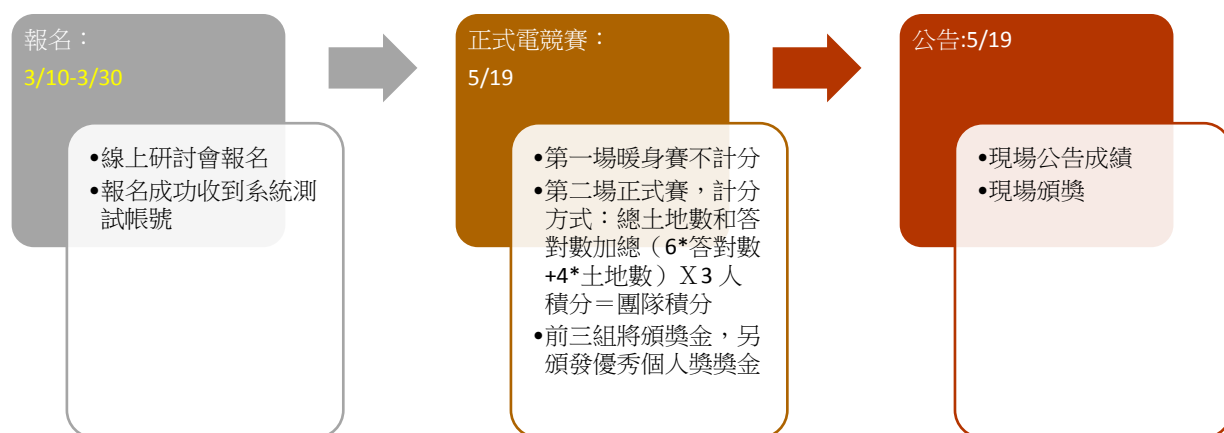 報名：
3/10-3/30
•線上研討會報名
•報名成功收到系統測
試帳號
正式電競賽：
5/19
•第一場暖身賽不計分
•第二場正式賽，計分
方式：總土地數和答
對數加總（6*答對數
+4*土地數）Ｘ3 人
積分＝團隊積分
•前三組將頒獎金，另
頒發優秀個人獎獎金
公告:5/19
•現場公告成績
•現場頒獎